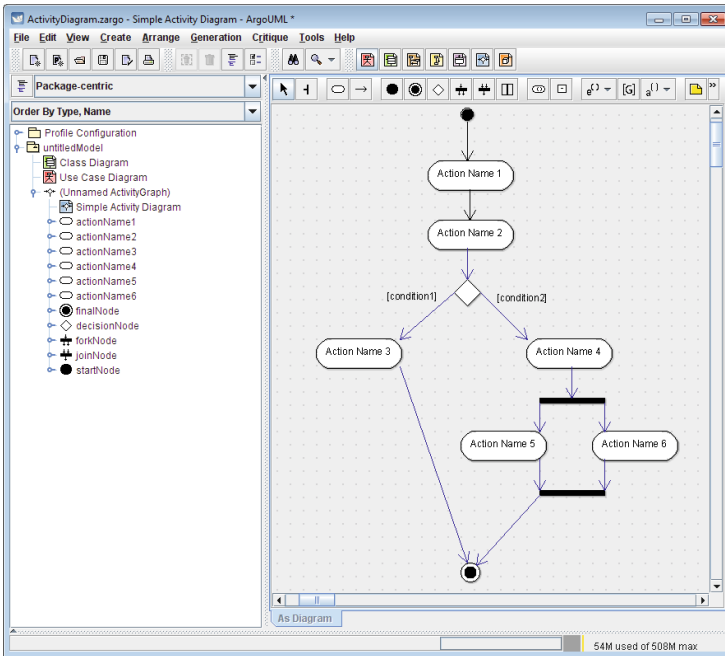 ActivityDiagram.zargo - Simple Activity Diagram - ArgoUML *
File Edit View Create Arrange Generation Critique Tools Help
Package-centric
Order By Type, Name
Profile Configuration
untitledModel
Class Diagram
Use Case Diagram
(Unnamed ActivityGraph)
Simple Activity Diagram
actionName1
actionName2
actionName3
actionName4
actionName5
actionName6
finalNode
decisionNode
forkNode
joinNode
startNode
e() [G] a() »
Action Name 1
Action Name 2
[condition1] [condition2]
Action Name 3 Action Name 4
Action Name 5 Action Name 6
As Diagram
54M used of 508M max